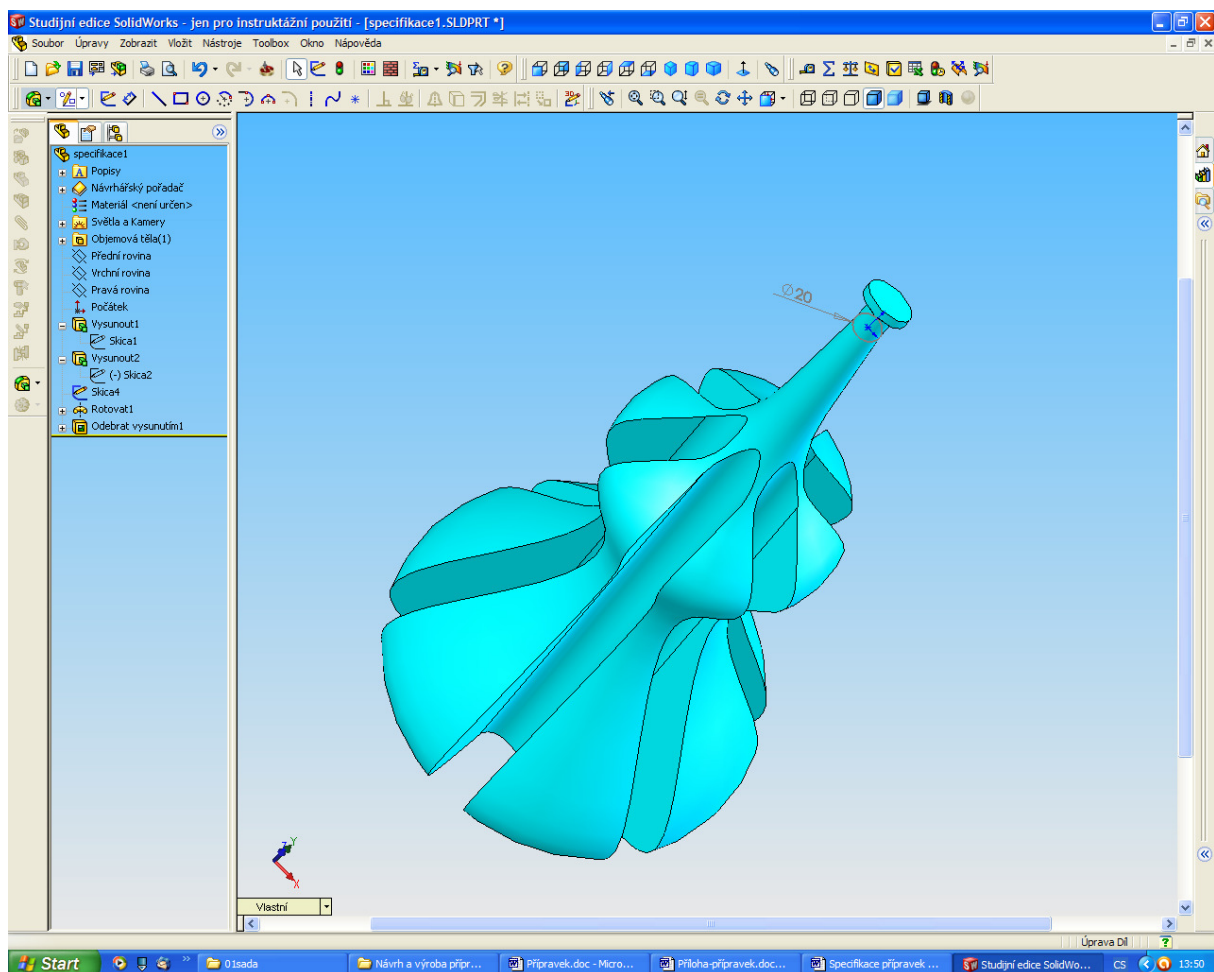 Studijní edice SolidWorks - jen pro instruktážní použití - [specifikace1.SLDPRT *]
Soubor Úpravy Zobrazit Vložit Nástroje Toolbox Okno Nápověda
specifikace1
Popisy
Návrhářský pořadač
Materiál <není určen>
Světla a Kamery
Objemová těla(1)
Přední rovina
Vrchní rovina
Pravá rovina
Počátek
Vysunout1
Skica1
Vysunout2
(-) Skica2
Skica4
Rotovat1
Odebrat vysunutím1
Ø20
Y
Z
X
Vlastní
Úprava Díl
Start
01sada
Návrh a výroba přípr...
Přípravek.doc - Micro...
Příloha-přípravek.doc...
Specifikace přípravek ...
Studijní edice SolidWo...
CS
13:50